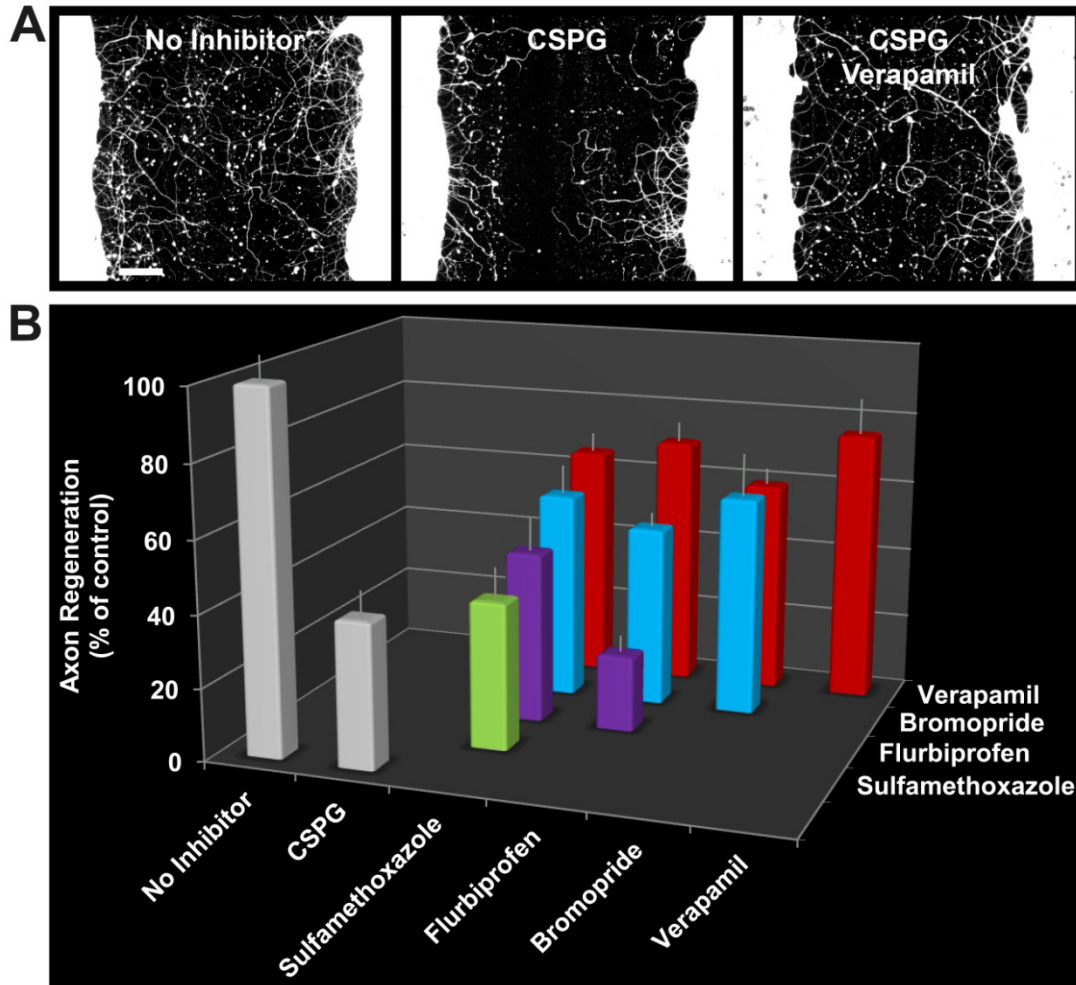 A
No Inhibitor
CSPG
CSPG
Verapamil
B
Axon Regeneration
(% of control)
100
80
60
40
20
0
No Inhibitor
CSPG
Sulfamethoxazole
Flurbiprofen
Bromopride
Verapamil
Verapamil
Bromopride
Flurbiprofen
Sulfamethoxazole